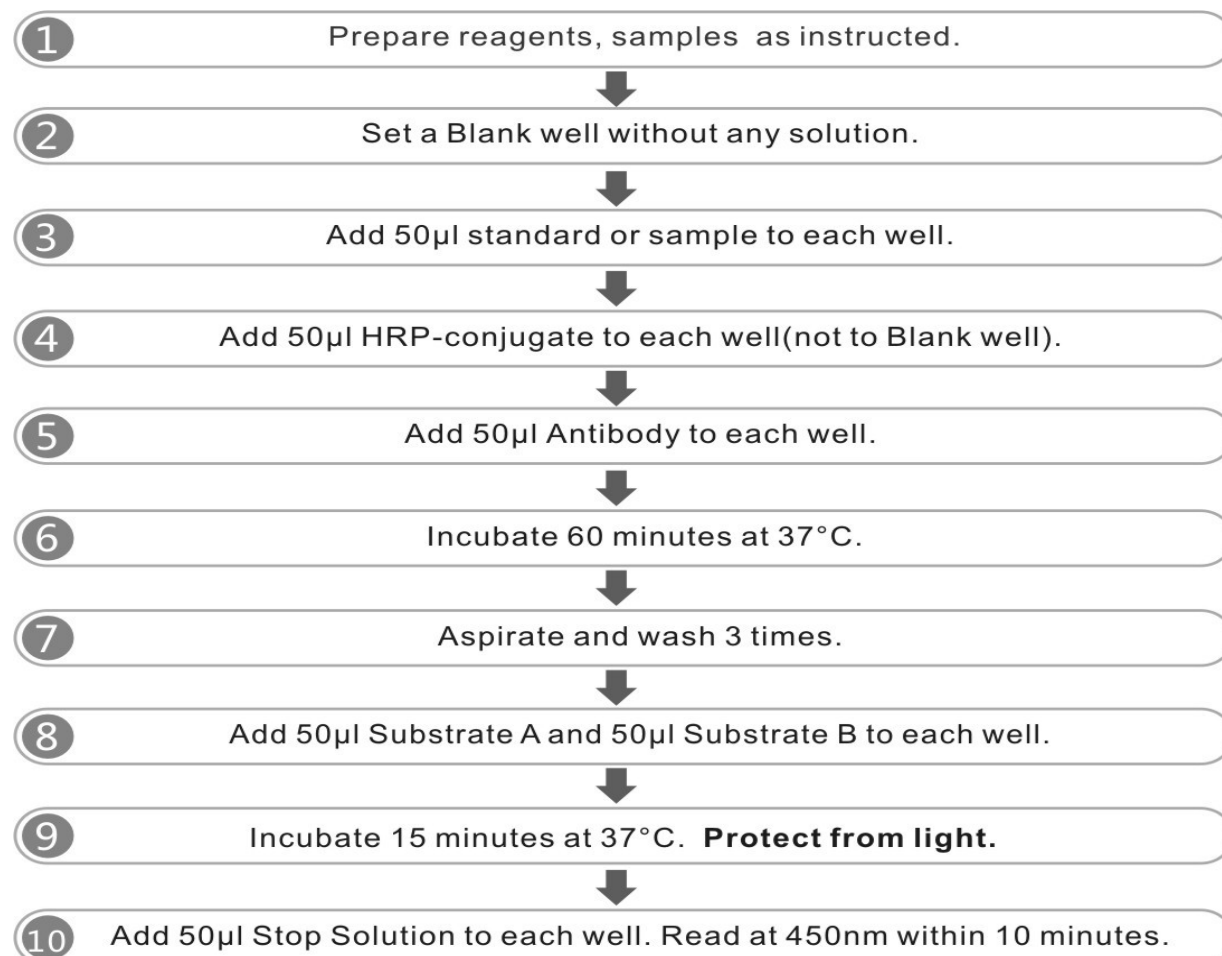 1 Prepare reagents, samples as instructed.
2 Set a Blank well without any solution.
3 Add 50µl standard or sample to each well.
4 Add 50µl HRP-conjugate to each well(not to Blank well).
5 Add 50µl Antibody to each well.
6 Incubate 60 minutes at 37°C.
7 Aspirate and wash 3 times.
8 Add 50µl Substrate A and 50µl Substrate B to each well.
9 Incubate 15 minutes at 37°C. Protect from light.
10 Add 50µl Stop Solution to each well. Read at 450nm within 10 minutes.